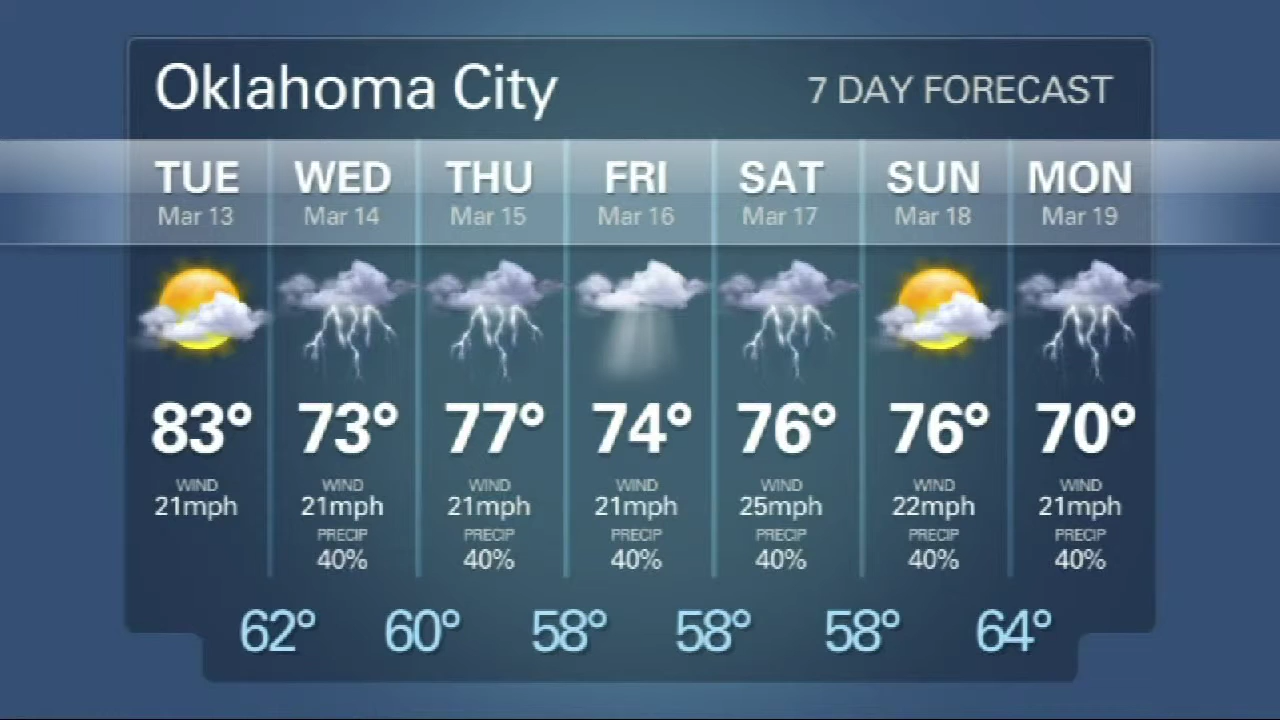 Oklahoma City
7 DAY FORECAST
TUE WED THU FRI SAT SUN MON
Mar 13 Mar 14 Mar 15 Mar 16 Mar 17 Mar 18 Mar 19
83° 73° 77° 74° 76° 76° 70°
WIND WIND WIND WIND WIND WIND WIND
21mph 21mph 21mph 21mph 25mph 22mph 21mph
PRECIP PRECIP PRECIP PRECIP PRECIP PRECIP
40% 40% 40% 40% 40% 40%
62° 60° 58° 58° 58° 64°